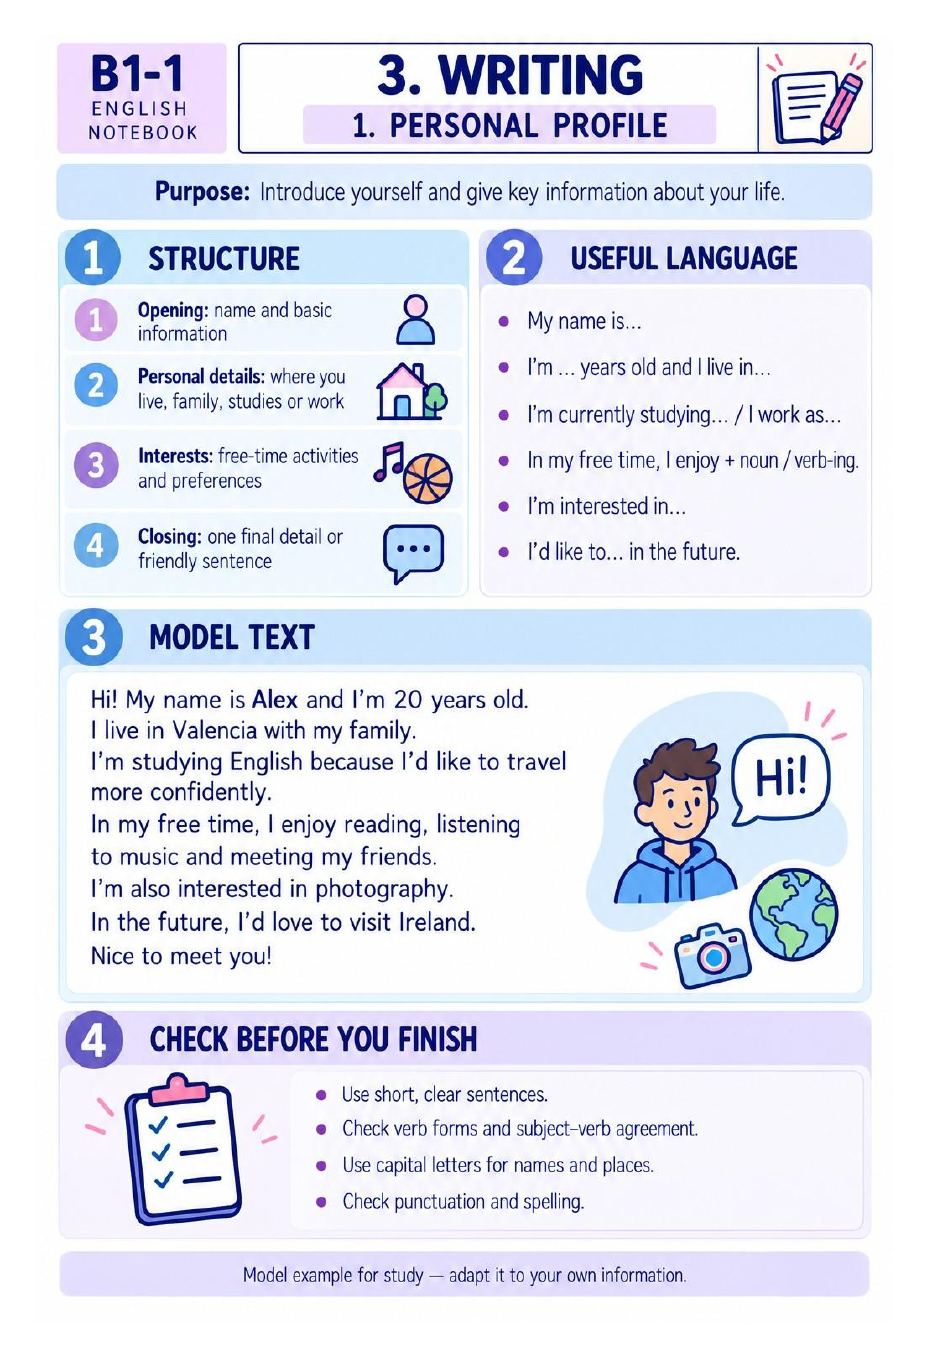 B1-1
ENGLISH
NOTEBOOK
3. WRITING
1. PERSONAL PROFILE
Purpose: Introduce yourself and give key information about your life.
1 STRUCTURE
1 Opening: name and basic
information
2 Personal details: where you
live, family, studies or work
3 Interests: free-time activities
and preferences
4 Closing: one final detail or
friendly sentence
2 USEFUL LANGUAGE
• My name is...
• I'm ... years old and I live in...
• I'm currently studying... / I work as...
• In my free time, I enjoy + noun / verb-ing.
• I'm interested in...
• I'd like to... in the future.
3 MODEL TEXT
Hi! My name is Alex and I'm 20 years old.
I live in Valencia with my family.
I'm studying English because I'd like to travel
more confidently.
In my free time, I enjoy reading, listening
to music and meeting my friends.
I'm also interested in photography.
In the future, I'd love to visit Ireland.
Nice to meet you!
Hi!
4 CHECK BEFORE YOU FINISH
• Use short, clear sentences.
• Check verb forms and subject–verb agreement.
• Use capital letters for names and places.
• Check punctuation and spelling.
Model example for study — adapt it to your own information.